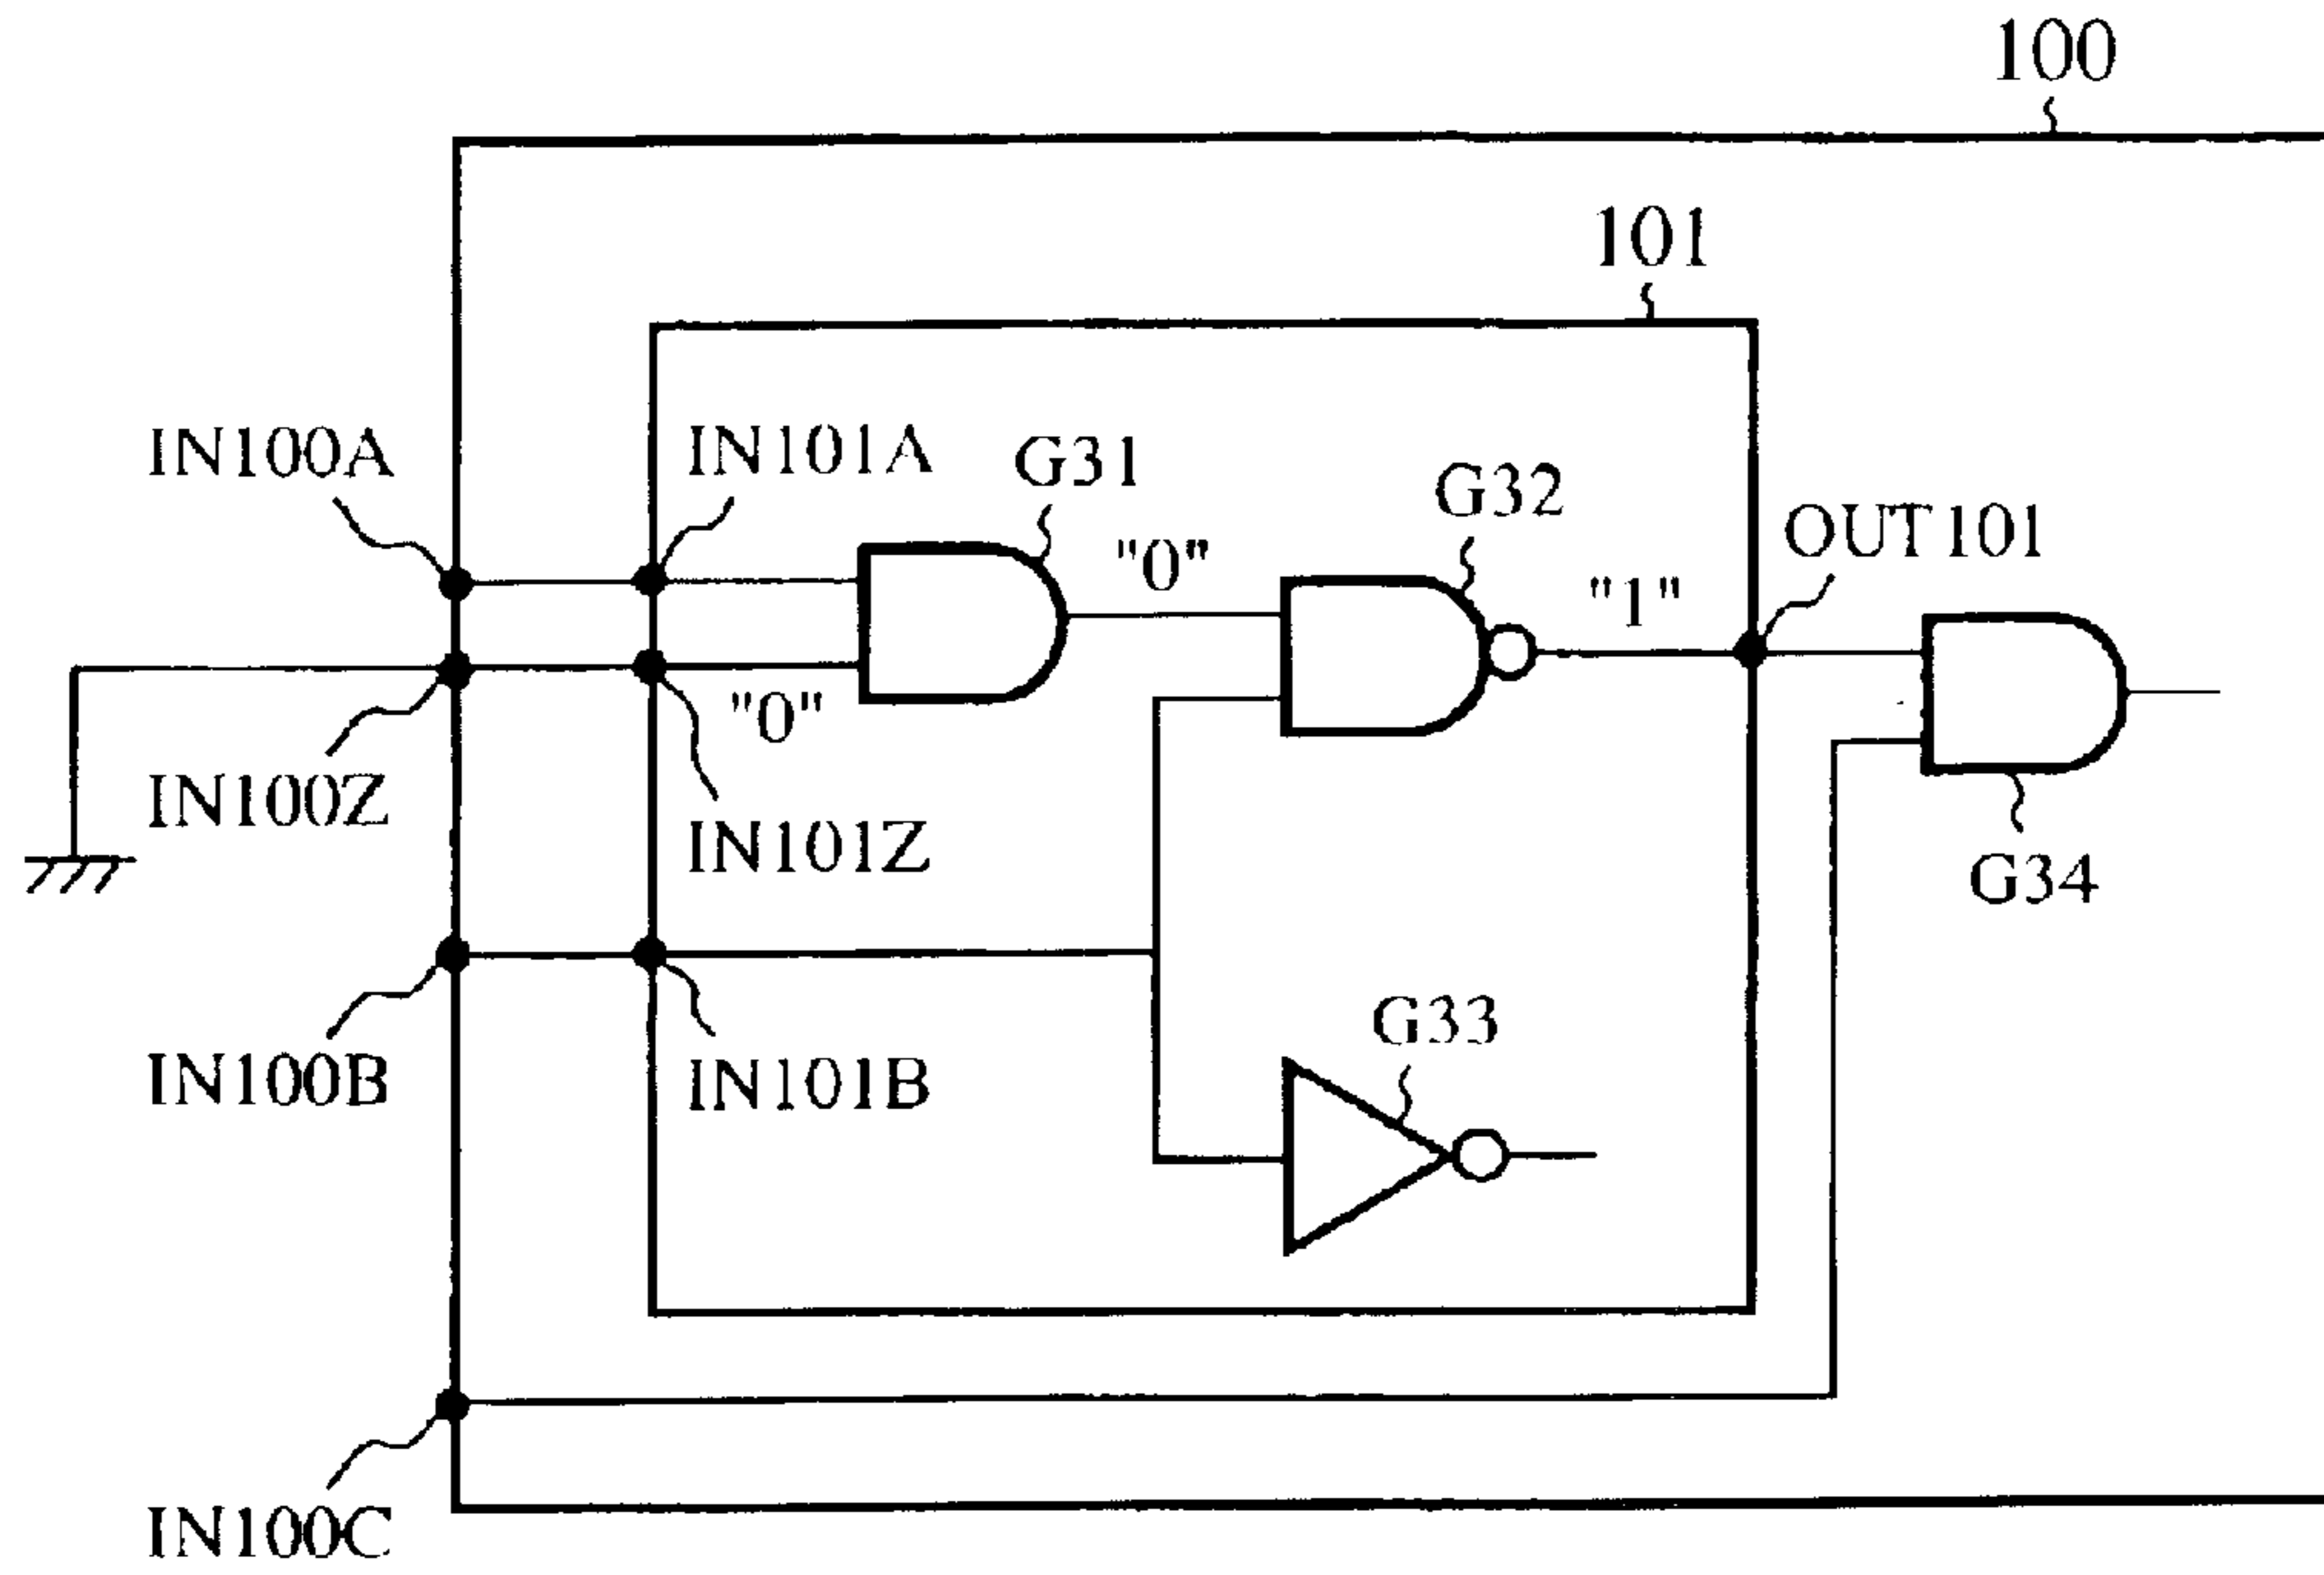 100
101
IN100A
IN101A
G31
G32
OUT101
"0"
"1"
"0"
IN100Z
IN101Z
G34
IN100B
IN101B
G33
IN100C